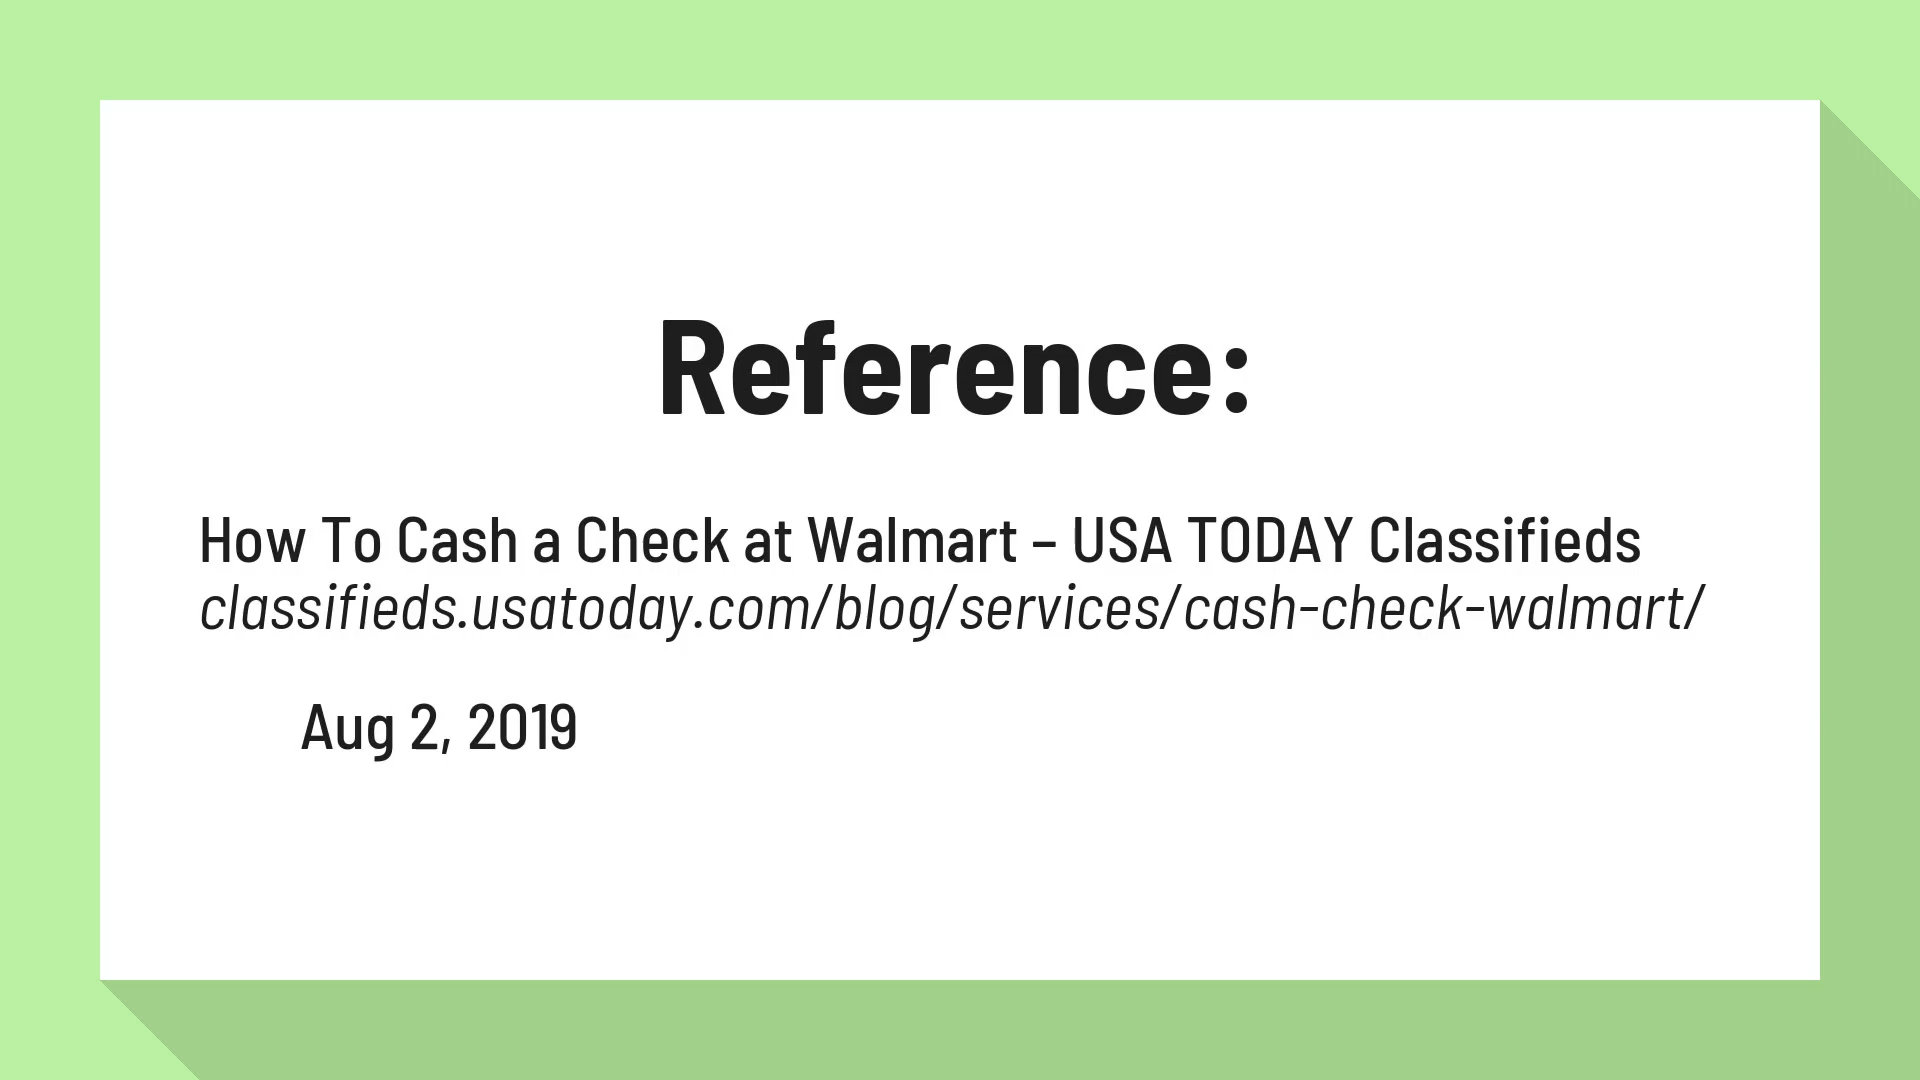 Reference:
How To Cash a Check at Walmart – USA TODAY Classifieds
classifieds.usatoday.com/blog/services/cash-check-walmart/
Aug 2, 2019